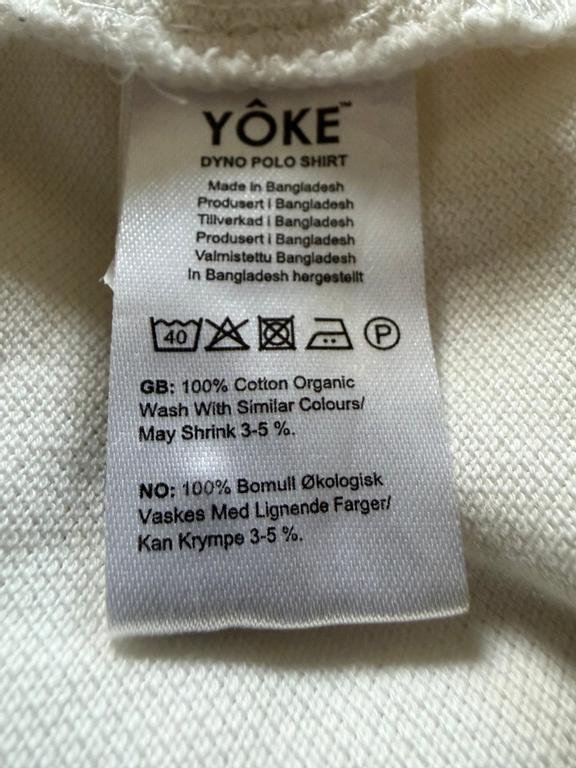 YÔKE™
DYNO POLO SHIRT
Made in Bangladesh
Produsert i Bangladesh
Tillverkad i Bangladesh
Produsert i Bangladesh
Valmistettu Bangladesh
In Bangladesh hergestellt
40 P
GB: 100% Cotton Organic
Wash With Similar Colours/
May Shrink 3-5 %.
NO: 100% Bomull Økologisk
Vaskes Med Lignende Farger/
Kan Krympe 3-5 %.